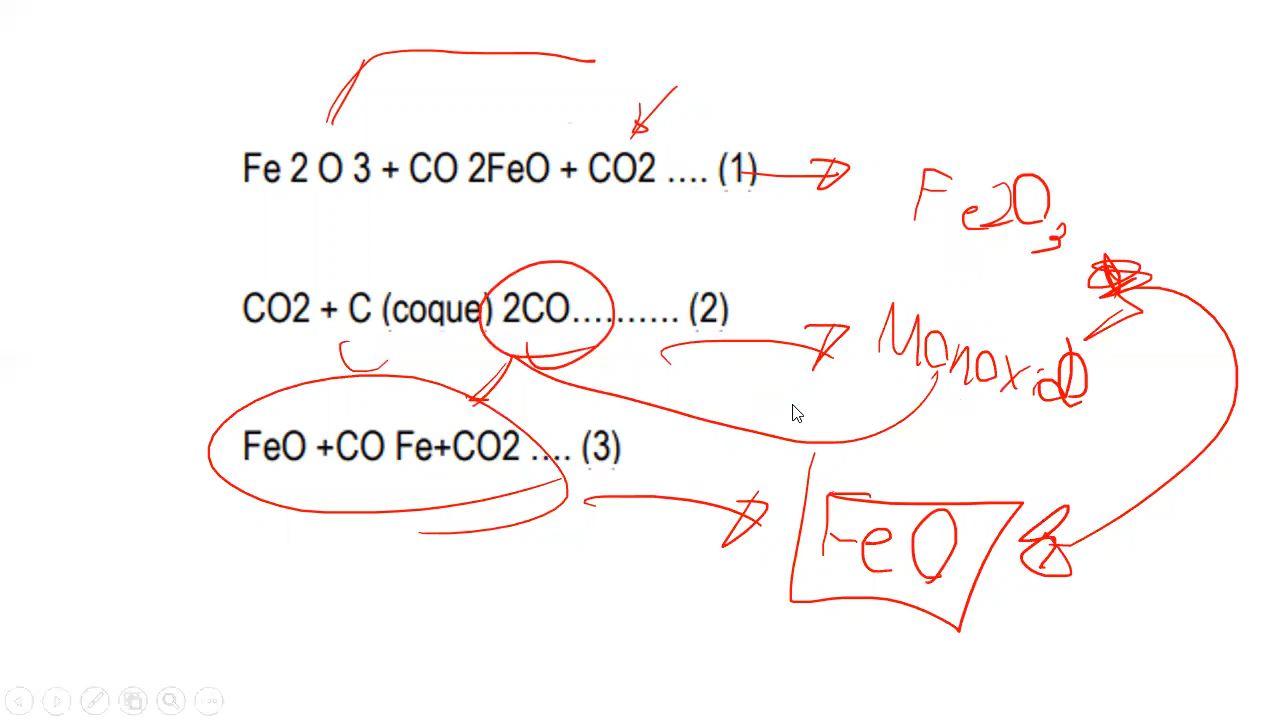 Fe 2 O 3 + CO 2FeO + CO2 .... (1)
Fe2O3
CO2 + C (coque) 2CO.......... (2)
Monoxid
FeO +CO Fe+CO2 .... (3)
FeO